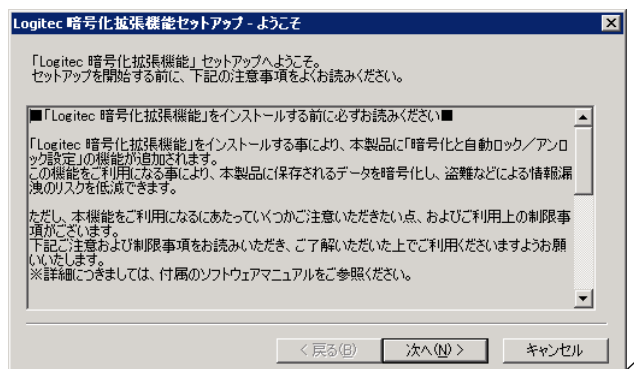 Logitec 暗号化拡張機能セットアップ - ようこそ
「Logitec 暗号化拡張機能」 セットアップへようこそ。
セットアップを開始する前に、下記の注意事項をよくお読みください。
■「Logitec 暗号化拡張機能」をインストールする前に必ずお読みください■
「Logitec 暗号化拡張機能」をインストールする事により、本製品に「暗号化と自動ロック／アンロ
ック設定」の機能が追加されます。
この機能をご利用になる事により、本製品に保存されるデータを暗号化し、盗難などによる情報漏
洩のリスクを低減できます。
ただし、本機能をご利用になるにあたっていくつかご注意いただきたい点、およびご利用上の制限事
項がございます。
下記ご注意および制限事項をお読みいただき、ご了解いただいた上でご利用くださいますようお願
いいたします。
※詳細につきましては、付属のソフトウェアマニュアルをご参照ください。
< 戻る(B) 次へ(N) > キャンセル